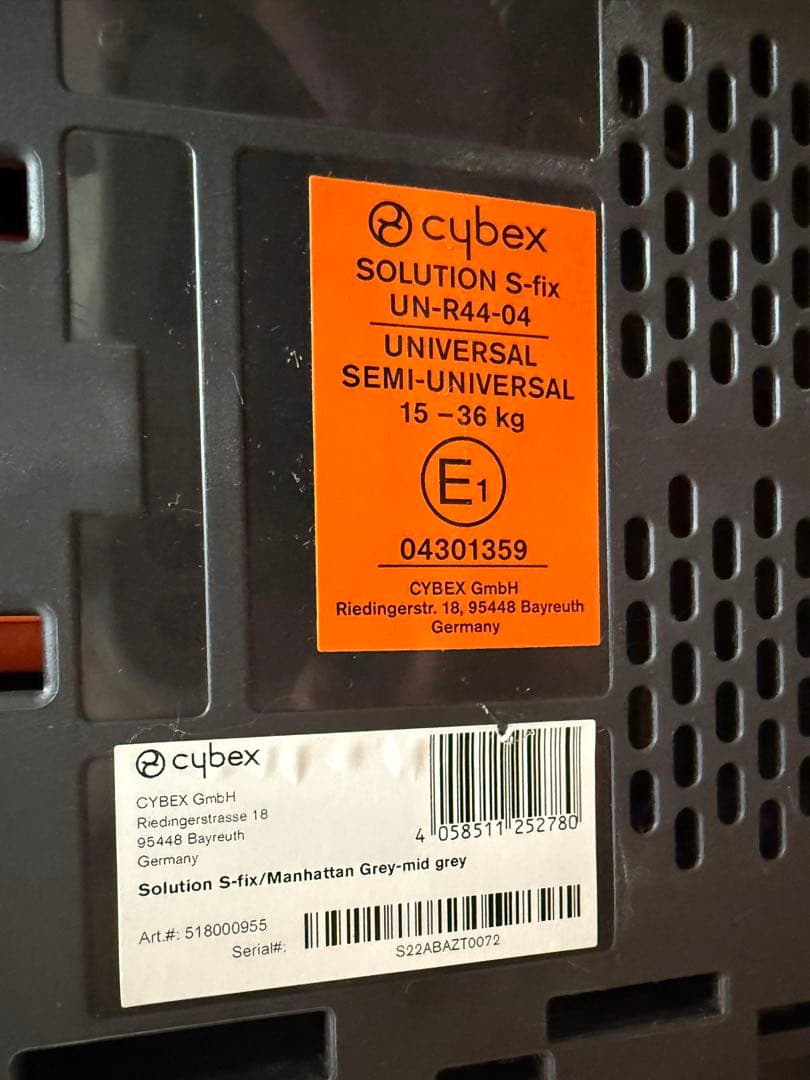 cybex
SOLUTION S-fix
UN-R44-04
UNIVERSAL
SEMI-UNIVERSAL
15 – 36 kg
E1
04301359
CYBEX GmbH
Riedingerstr. 18, 95448 Bayreuth
Germany
cybex
CYBEX GmbH
Riedingerstrasse 18
95448 Bayreuth
Germany
4 058511 252780
Solution S-fix/Manhattan Grey-mid grey
Art.#: 518000955
Serial#:
S22ABAZT0072